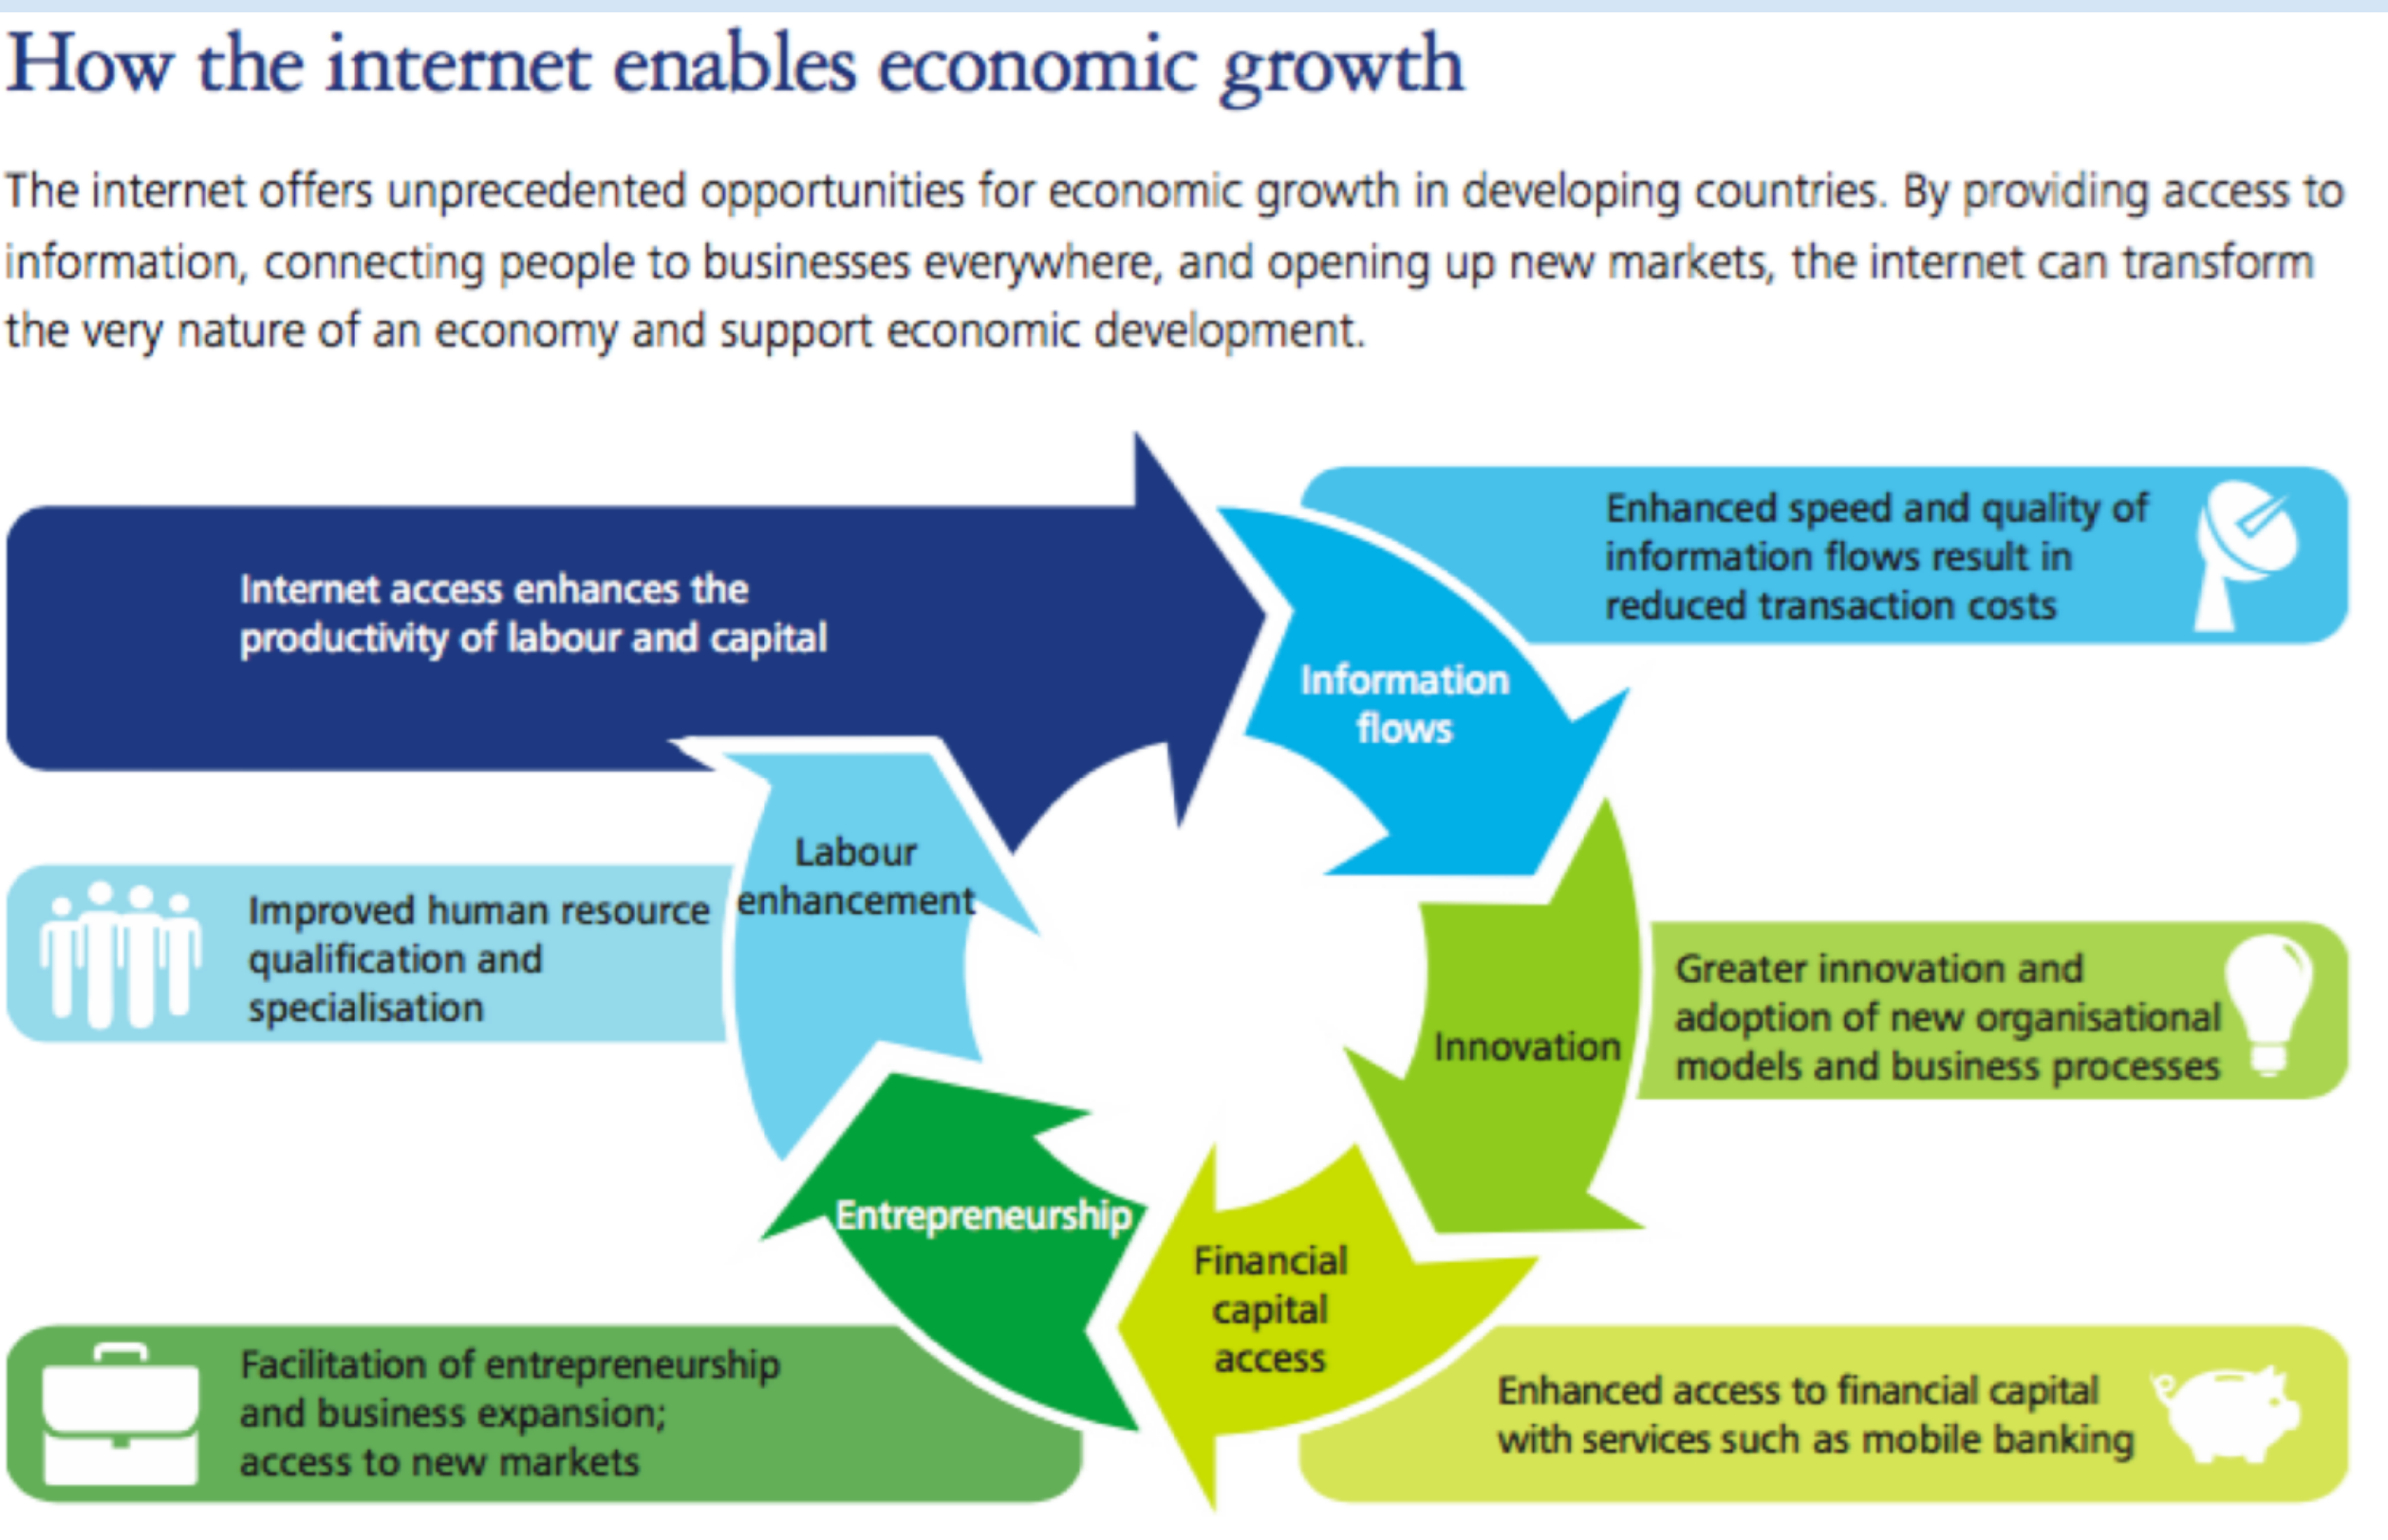 How the internet enables economic growth
The internet offers unprecedented opportunities for economic growth in developing countries. By providing access to
information, connecting people to businesses everywhere, and opening up new markets, the internet can transform
the very nature of an economy and support economic development.
Internet access enhances the
productivity of labour and capital
Enhanced speed and quality of
information flows result in
reduced transaction costs
Information
flows
Labour
enhancement
Improved human resource
qualification and
specialisation
Innovation
Greater innovation and
adoption of new organisational
models and business processes
Entrepreneurship
Financial
capital
access
Facilitation of entrepreneurship
and business expansion;
access to new markets
Enhanced access to financial capital
with services such as mobile banking